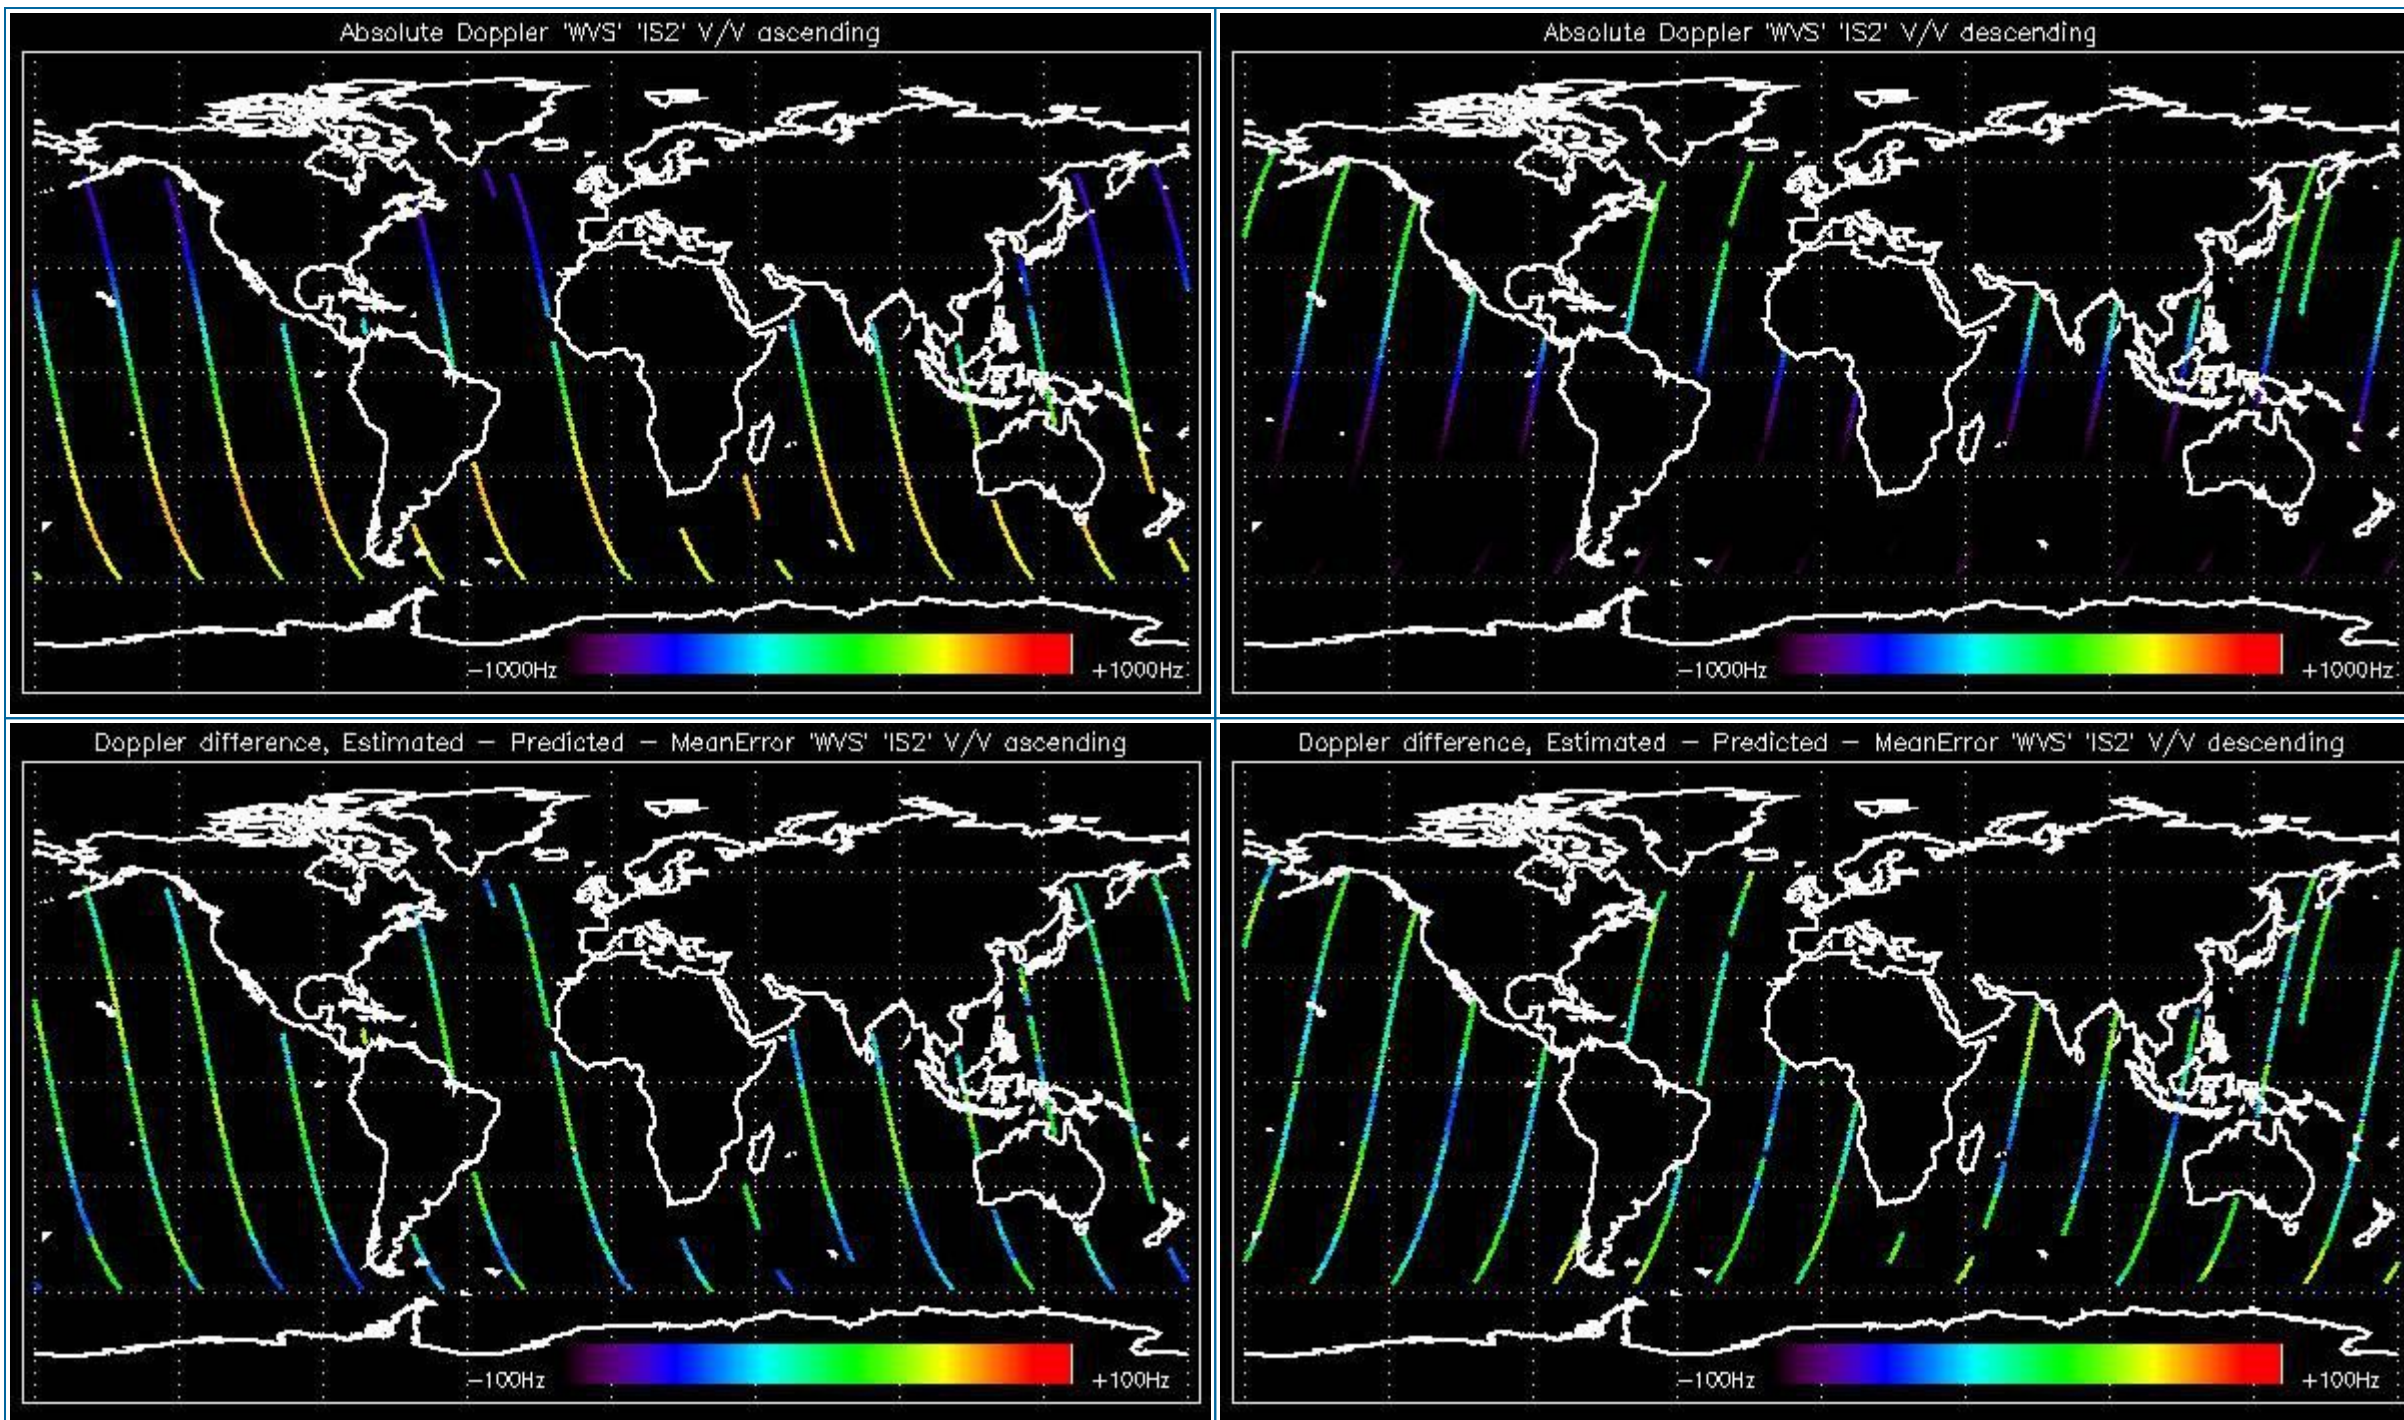 Absolute Doppler 'WVS' 'IS2' V/V ascending
-1000Hz
+1000Hz
Absolute Doppler 'WVS' 'IS2' V/V descending
-1000Hz
+1000Hz
Doppler difference, Estimated - Predicted - MeanError 'WVS' 'IS2' V/V ascending
-100Hz
+100Hz
Doppler difference, Estimated - Predicted - MeanError 'WVS' 'IS2' V/V descending
-100Hz
+100Hz